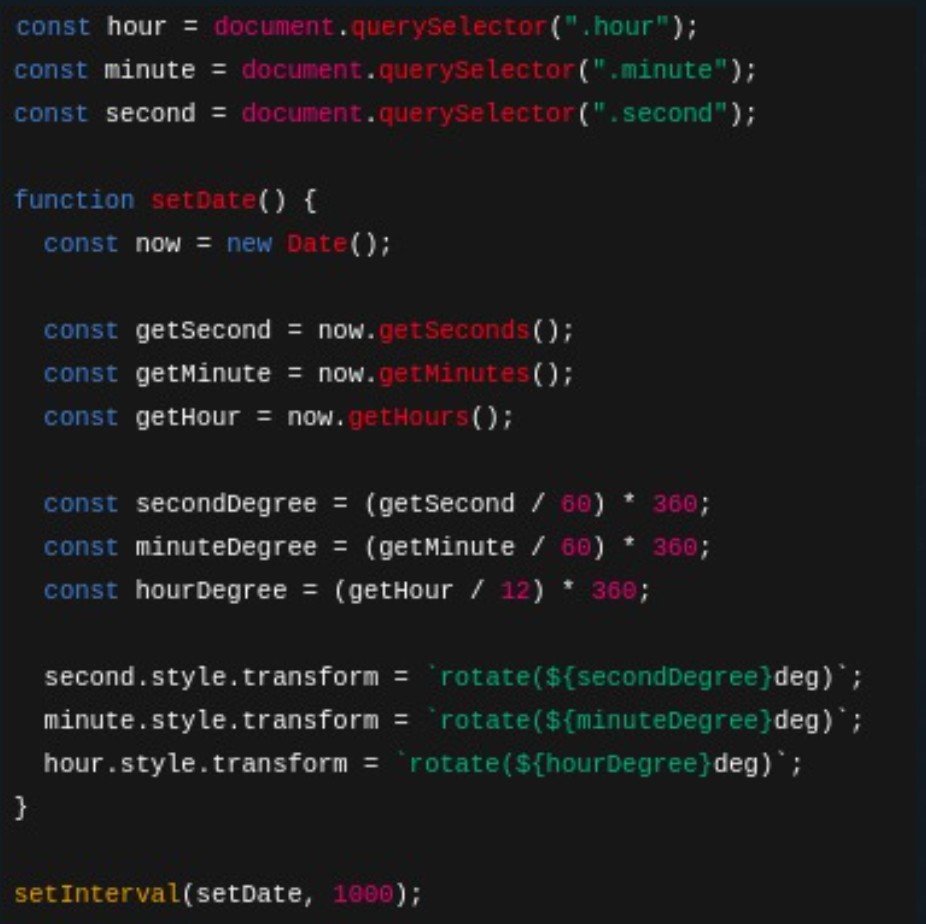 const hour = document.querySelector(".hour");
const minute = document.querySelector(".minute");
const second = document.querySelector(".second");

function setDate() {
  const now = new Date();

  const getSecond = now.getSeconds();
  const getMinute = now.getMinutes();
  const getHour = now.getHours();

  const secondDegree = (getSecond / 60) * 360;
  const minuteDegree = (getMinute / 60) * 360;
  const hourDegree = (getHour / 12) * 360;

  second.style.transform = `rotate(${secondDegree}deg)`;
  minute.style.transform = `rotate(${minuteDegree}deg)`;
  hour.style.transform = `rotate(${hourDegree}deg)`;
}

setInterval(setDate, 1000);